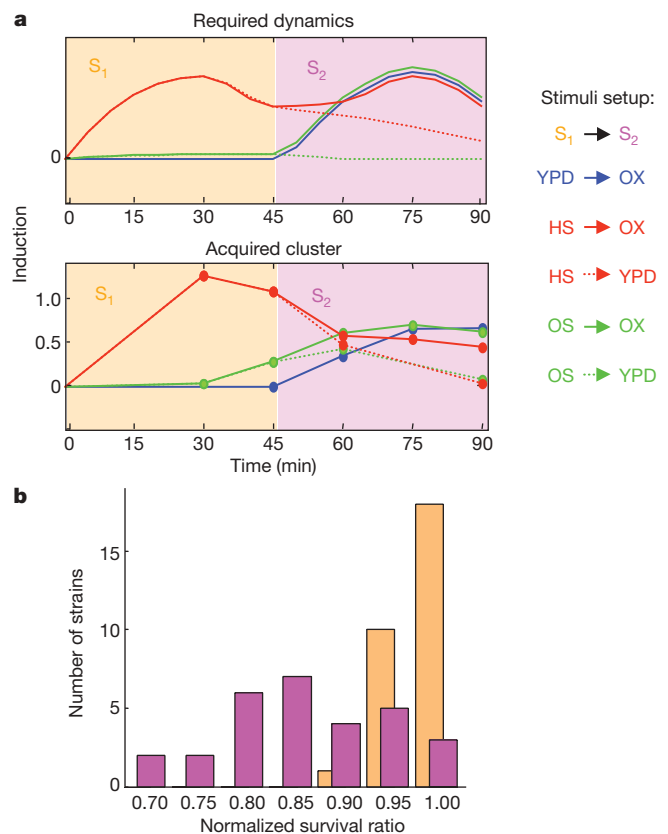 a
Required dynamics
S1
S2
0
0 15 30 45 60 75 90
Induction
Acquired cluster
S1
S2
1.0
0.5
0
0 15 30 45 60 75 90
Time (min)
Stimuli setup:
S1 → S2
YPD → OX
HS → OX
HS → YPD
OS → OX
OS → YPD
b
15
10
5
0
Number of strains
0.70 0.75 0.80 0.85 0.90 0.95 1.00
Normalized survival ratio